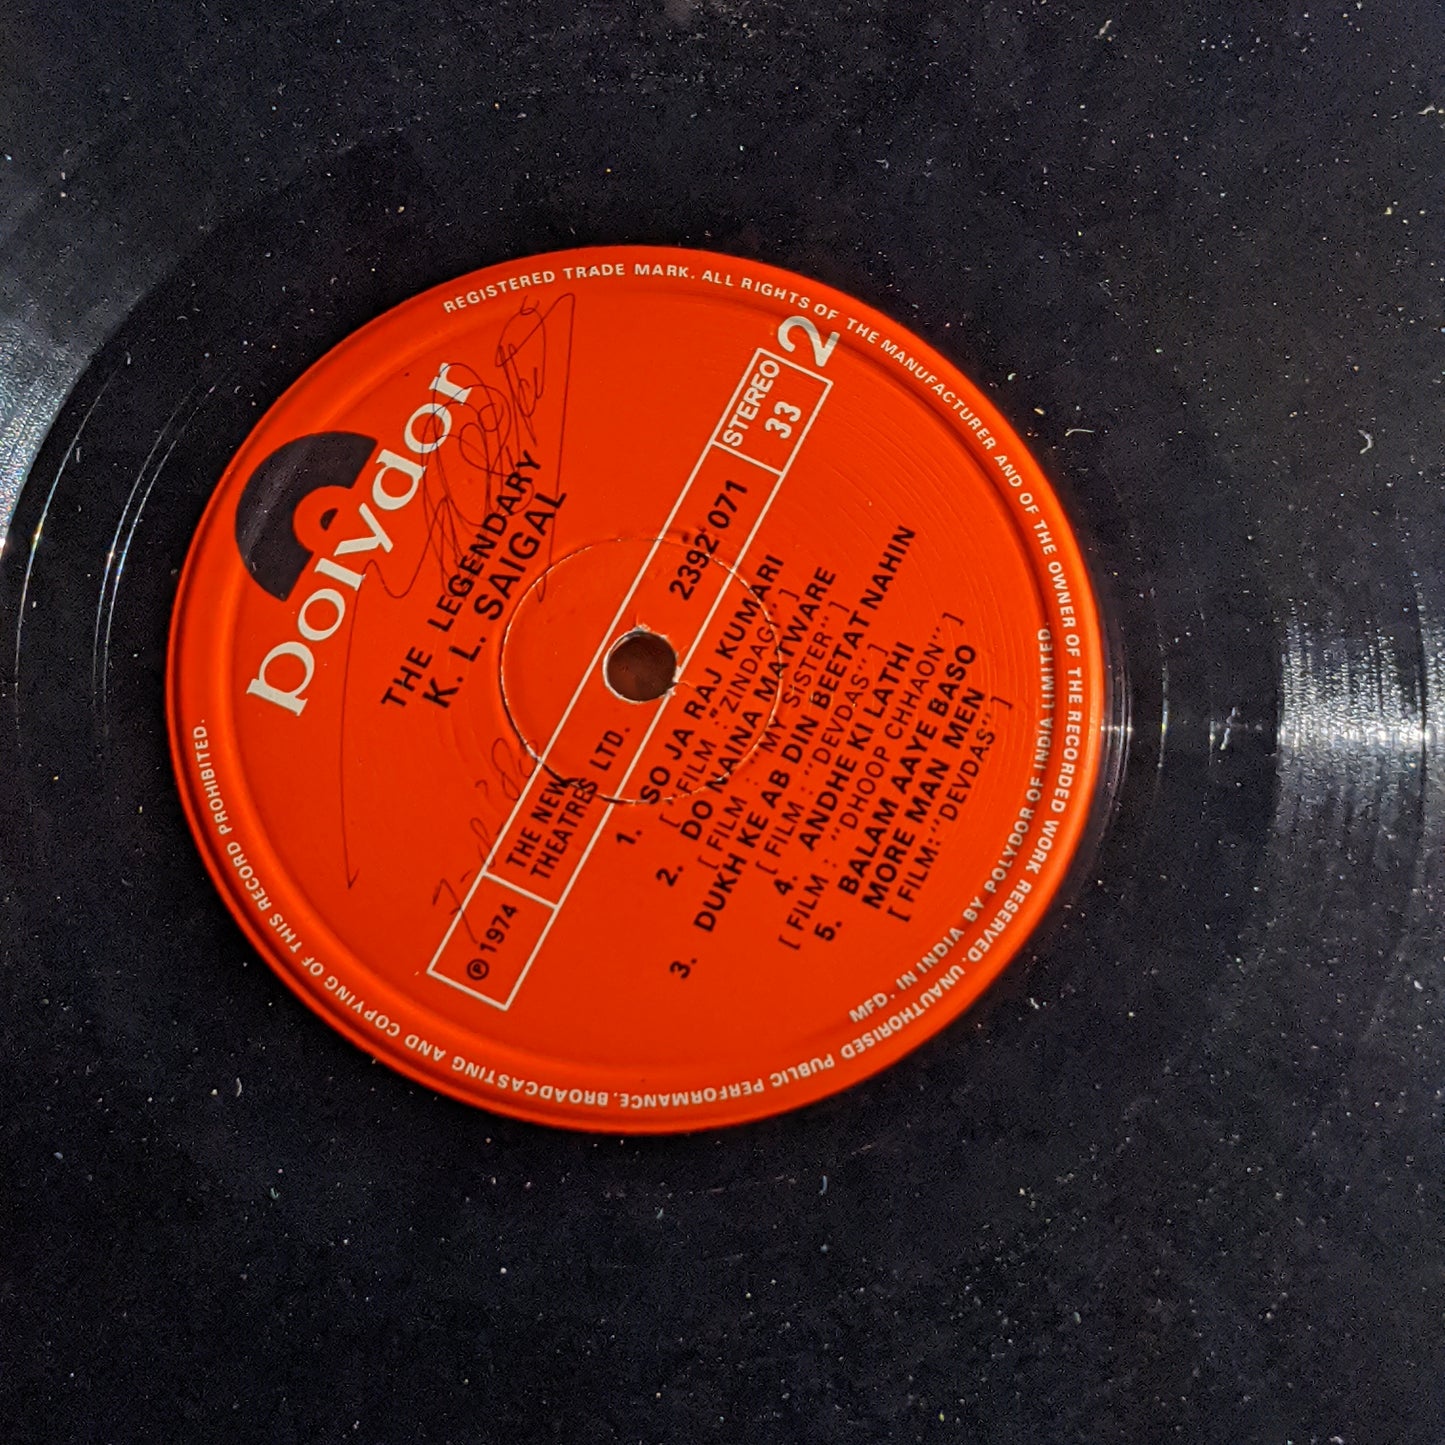 REGISTERED TRADE MARK. ALL RIGHTS OF THE MANUFACTURER AND OF THE OWNER OF THE RECORDED WORK RESERVED. UNAUTHORISED PUBLIC PERFORMANCE, BROADCASTING AND COPYING OF THIS RECORD PROHIBITED.
polydor
THE LEGENDARY
K. L. SAIGAL
2
STEREO
33
2392 071
THE NEW
THEATRES LTD.
℗ 1974
1. SO JA RAJ KUMARI
[ FILM : "ZINDAGI". ]
2. DO NAINA MATWARE
[ FILM : "MY SISTER" ]
3. DUKH KE AB DIN BEETAT NAHIN
[ FILM : "DEVDAS" ]
4. ANDHE KI LATHI
[ FILM : "DHOOP CHHAON" ]
5. BALAM AAYE BASO
MORE MAN MEN
[ FILM: "DEVDAS" ]
MFD. IN INDIA BY POLYDOR OF INDIA LIMITED.